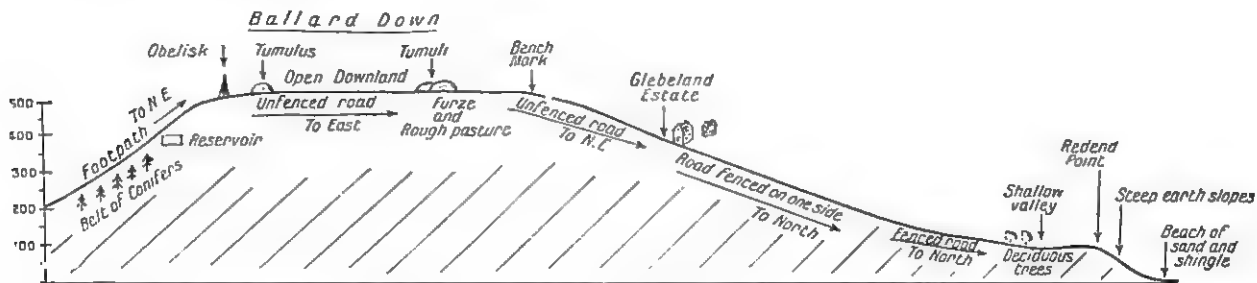 Ballard Down
Obelisk
Tumulus
Tumuli
Bench
Mark
Open Downland
Glebeland
Estate
500
400
300
200
100
To N E
Footpath
Reservoir
Belt of Conifers
Unfenced road
To East
Furze
and
Rough pasture
Unfenced road
To N.E
Road Fenced on one side
To North
Fenced road
To North
Shallow
valley
Deciduous
trees
Redend
Point
Steep earth slopes
Beach of
sand and
shingle